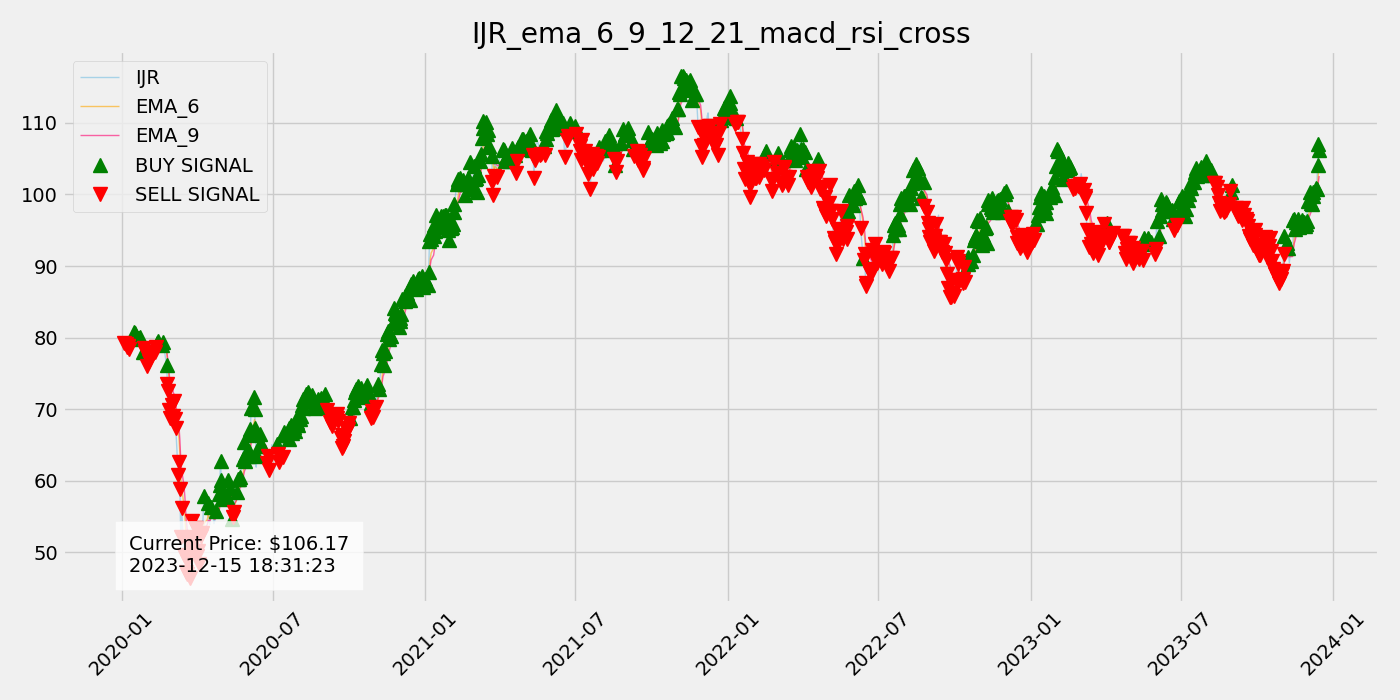 IJR_ema_6_9_12_21_macd_rsi_cross
IJR
EMA_6
EMA_9
BUY SIGNAL
SELL SIGNAL
110
100
90
80
70
60
50
Current Price: $106.17
2023-12-15 18:31:23
2020-01
2020-07
2021-01
2021-07
2022-01
2022-07
2023-01
2023-07
2024-01